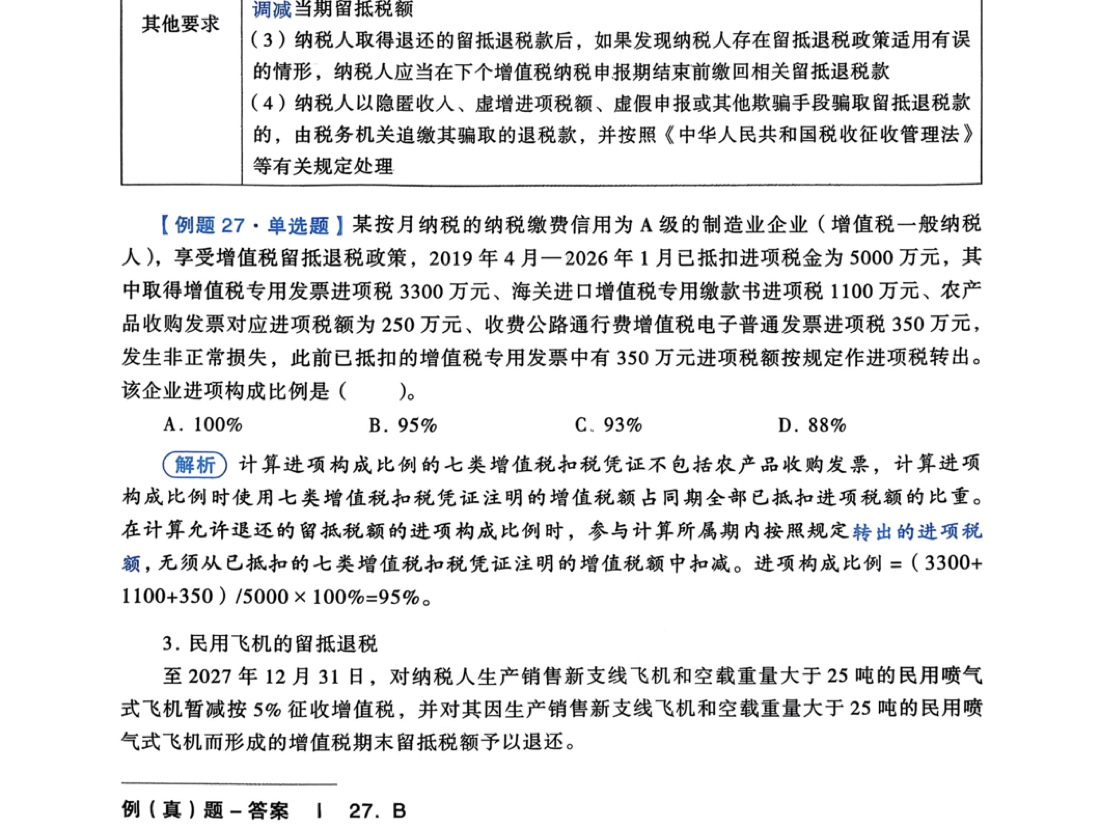 调减当期留抵税额
其他要求
（3）纳税人取得退还的留抵退税款后，如果发现纳税人存在留抵退税政策适用有误
的情形，纳税人应当在下个增值税纳税申报期结束前缴回相关留抵退税款
（4）纳税人以隐匿收入、虚增进项税额、虚假申报或其他欺骗手段骗取留抵退税款
的，由税务机关追缴其骗取的退税款，并按照《中华人民共和国税收征收管理法》
等有关规定处理
【例题 27·单选题】某按月纳税的纳税缴费信用为 A 级的制造业企业（增值税一般纳税
人），享受增值税留抵退税政策，2019 年 4 月—2026 年 1 月已抵扣进项税金为 5000 万元，其
中取得增值税专用发票进项税 3300 万元、海关进口增值税专用缴款书进项税 1100 万元、农产
品收购发票对应进项税额为 250 万元、收费公路通行费增值税电子普通发票进项税 350 万元，
发生非正常损失，此前已抵扣的增值税专用发票中有 350 万元进项税额按规定作进项税转出。
该企业进项构成比例是（　　）。
A. 100%　　B. 95%　　C. 93%　　D. 88%
解析 计算进项构成比例的七类增值税扣税凭证不包括农产品收购发票，计算进项
构成比例时使用七类增值税扣税凭证注明的增值税额占同期全部已抵扣进项税额的比重。
在计算允许退还的留抵税额的进项构成比例时，参与计算所属期内按照规定转出的进项税
额，无须从已抵扣的七类增值税扣税凭证注明的增值税额中扣减。进项构成比例 =（3300+
1100+350）/5000 × 100%=95%。
3. 民用飞机的留抵退税
至 2027 年 12 月 31 日，对纳税人生产销售新支线飞机和空载重量大于 25 吨的民用喷气
式飞机暂减按 5% 征收增值税，并对其因生产销售新支线飞机和空载重量大于 25 吨的民用喷
气式飞机而形成的增值税期末留抵税额予以退还。
例（真）题 – 答案 | 27. B